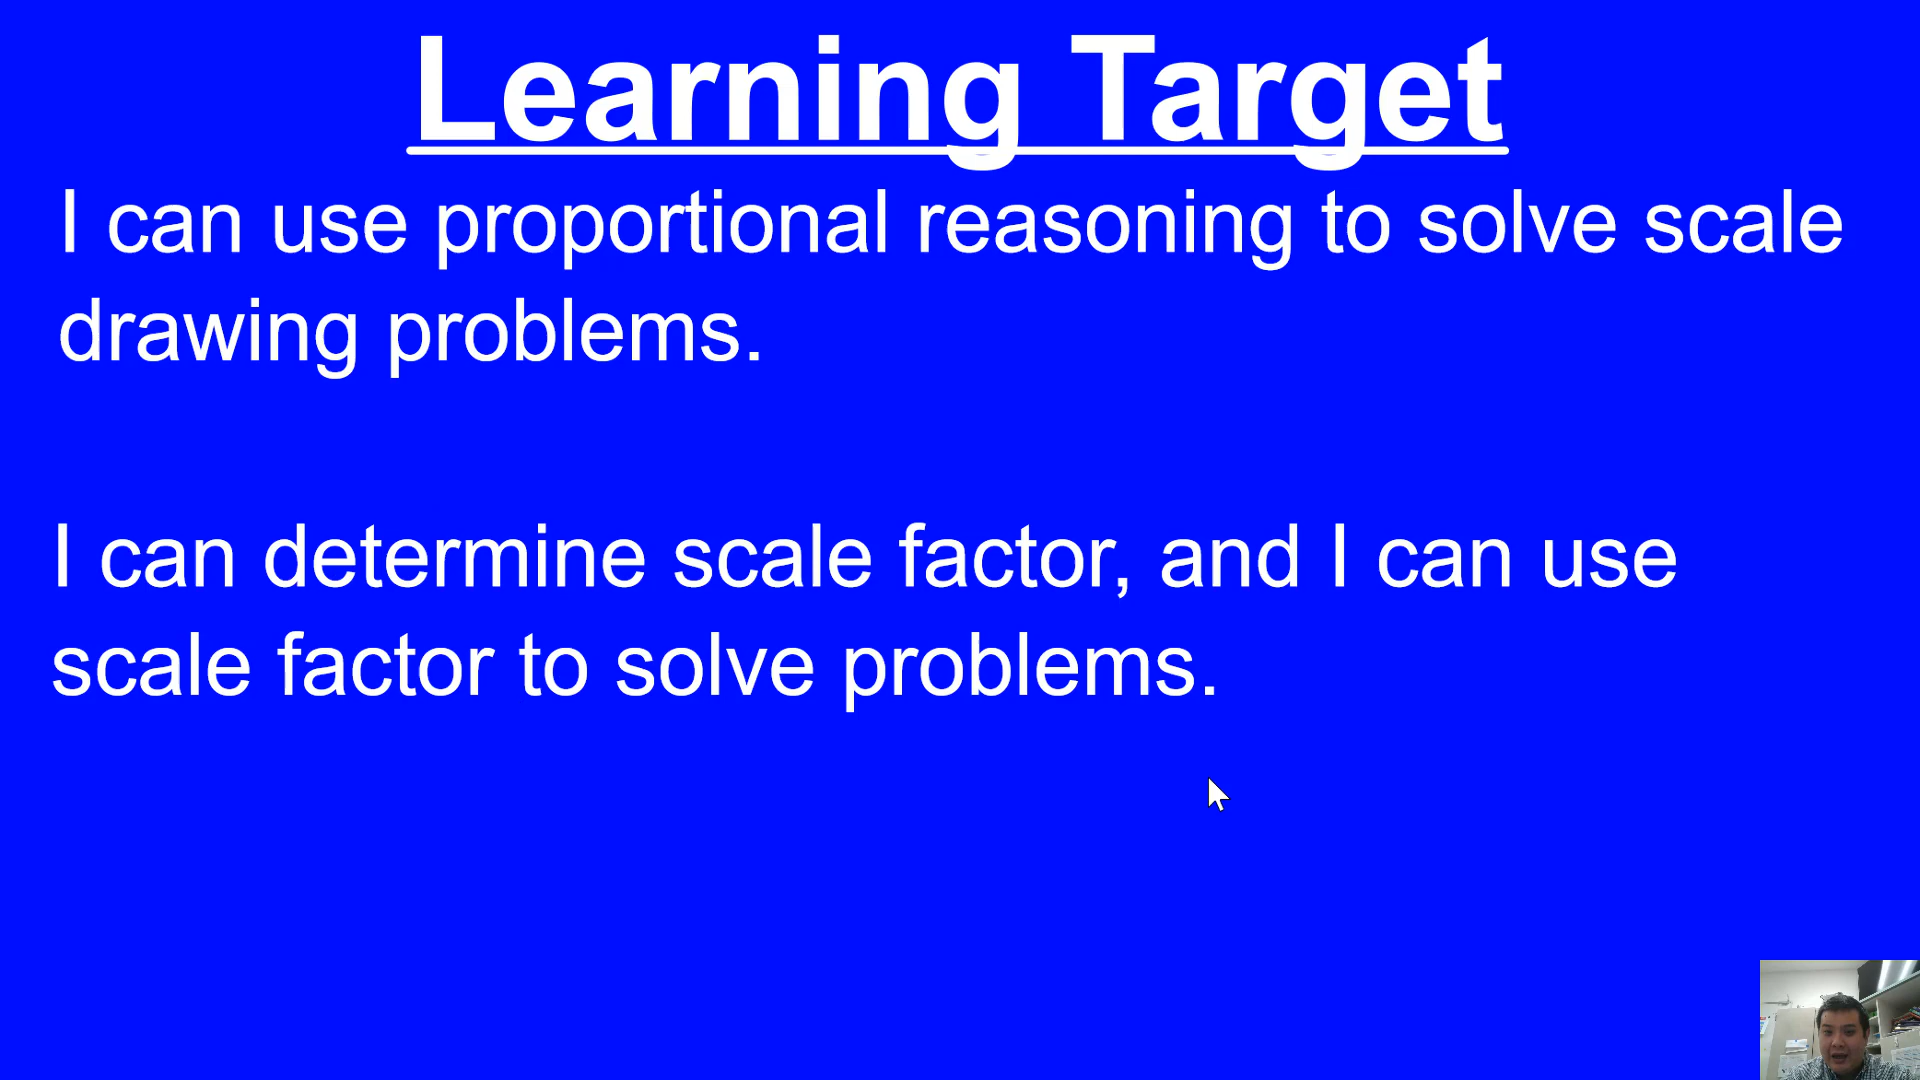 Learning Target
I can use proportional reasoning to solve scale
drawing problems.
I can determine scale factor, and I can use
scale factor to solve problems.